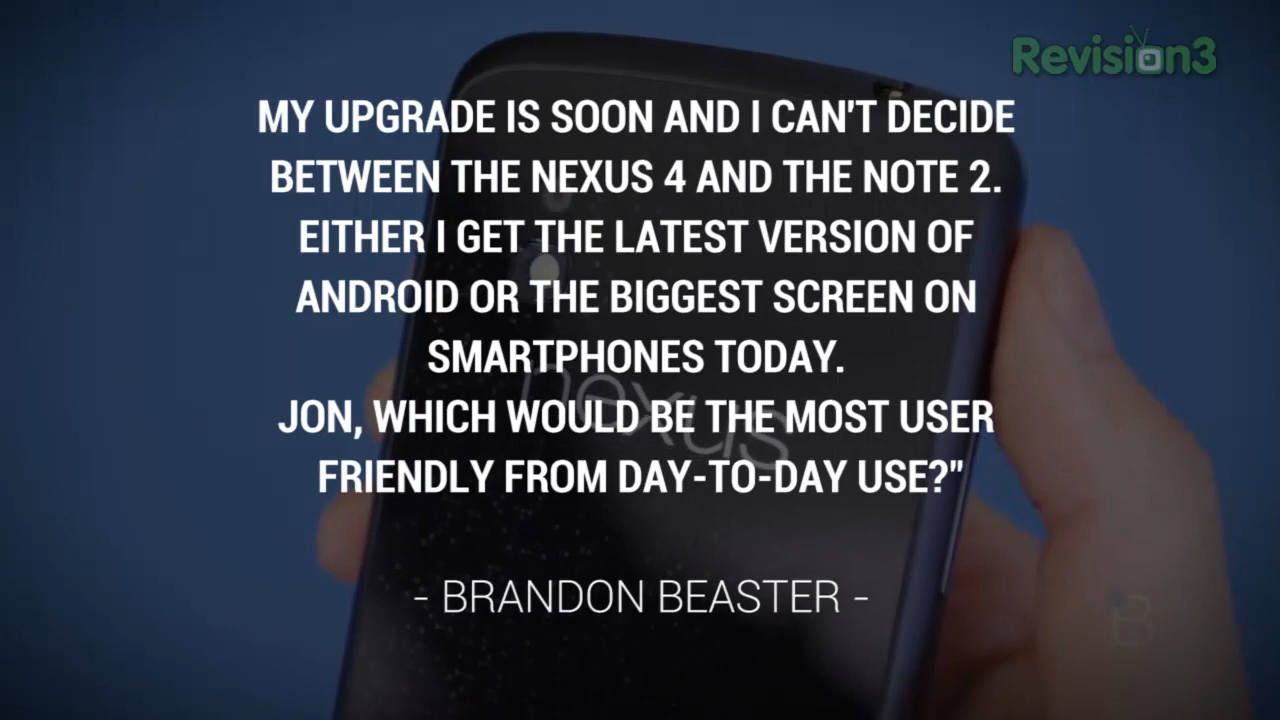 Revision3
MY UPGRADE IS SOON AND I CAN'T DECIDE
BETWEEN THE NEXUS 4 AND THE NOTE 2.
EITHER I GET THE LATEST VERSION OF
ANDROID OR THE BIGGEST SCREEN ON
SMARTPHONES TODAY.
nexus
JON, WHICH WOULD BE THE MOST USER
FRIENDLY FROM DAY-TO-DAY USE?"
- BRANDON BEASTER -
B